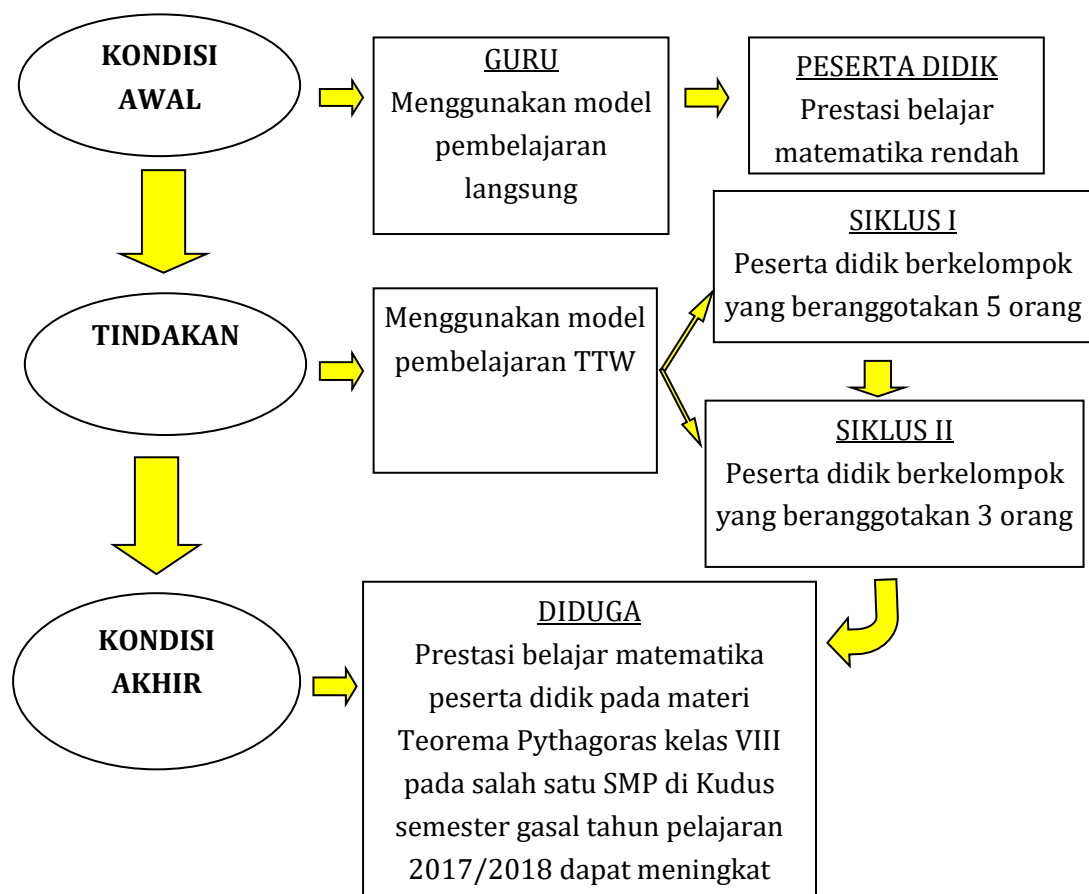 KONDISI
AWAL
GURU
Menggunakan model
pembelajaran
langsung
PESERTA DIDIK
Prestasi belajar
matematika rendah
TINDAKAN
Menggunakan model
pembelajaran TTW
SIKLUS I
Peserta didik berkelompok
yang beranggotakan 5 orang
SIKLUS II
Peserta didik berkelompok
yang beranggotakan 3 orang
KONDISI
AKHIR
DIDUGA
Prestasi belajar matematika
peserta didik pada materi
Teorema Pythagoras kelas VIII
pada salah satu SMP di Kudus
semester gasal tahun pelajaran
2017/2018 dapat meningkat